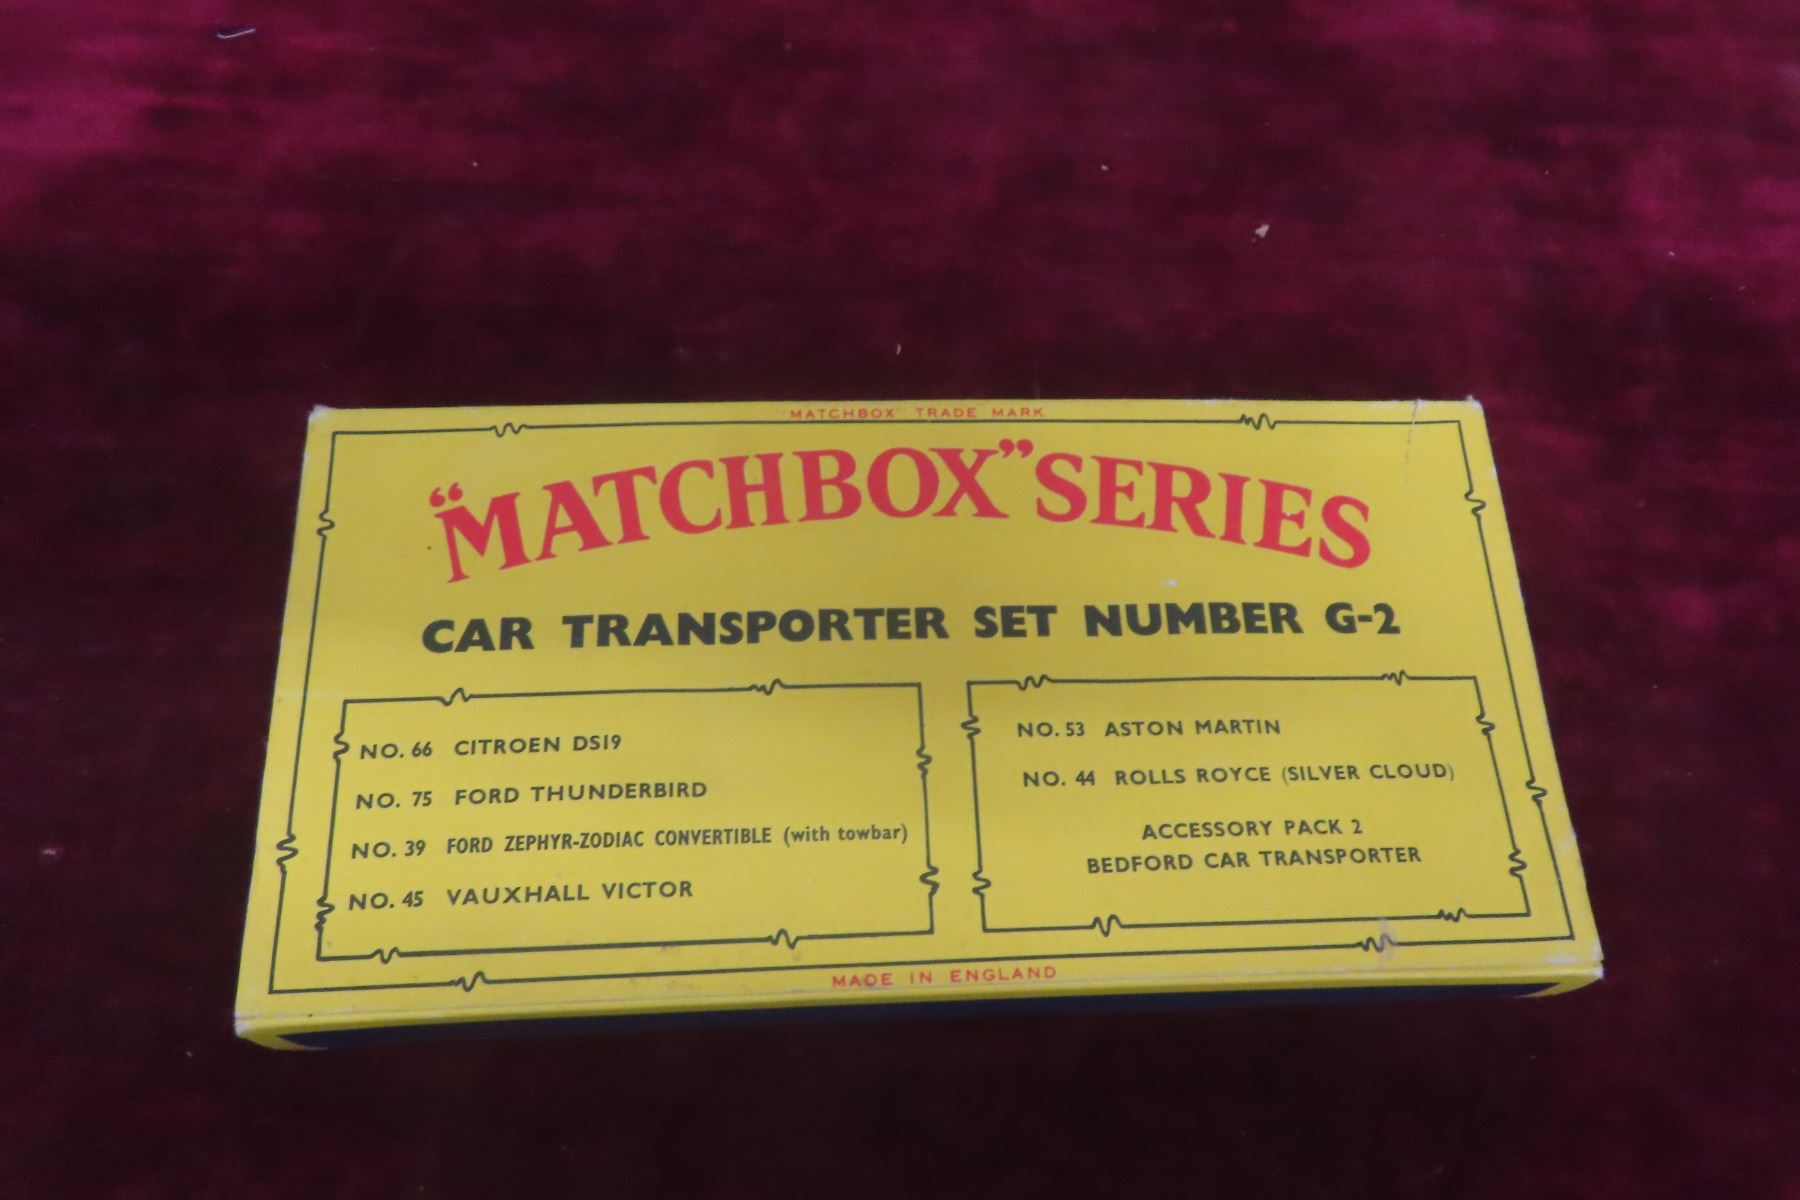 "MATCHBOX" TRADE MARK
"MATCHBOX" SERIES
CAR TRANSPORTER SET NUMBER G-2
NO. 66 CITROEN DS19
NO. 75 FORD THUNDERBIRD
NO. 39 FORD ZEPHYR-ZODIAC CONVERTIBLE (with towbar)
NO. 45 VAUXHALL VICTOR
NO. 53 ASTON MARTIN
NO. 44 ROLLS ROYCE (SILVER CLOUD)
ACCESSORY PACK 2
BEDFORD CAR TRANSPORTER
MADE IN ENGLAND